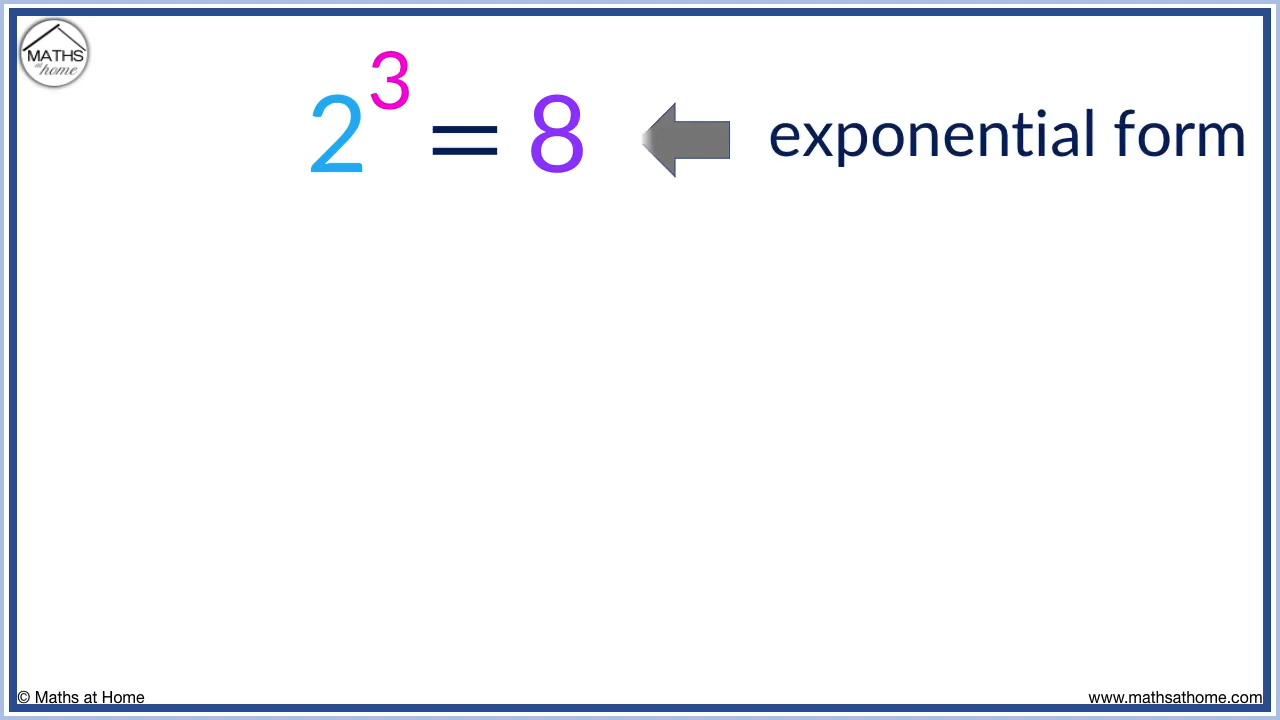 MATHS
at home
2³ = 8
exponential form
© Maths at Home
www.mathsathome.com